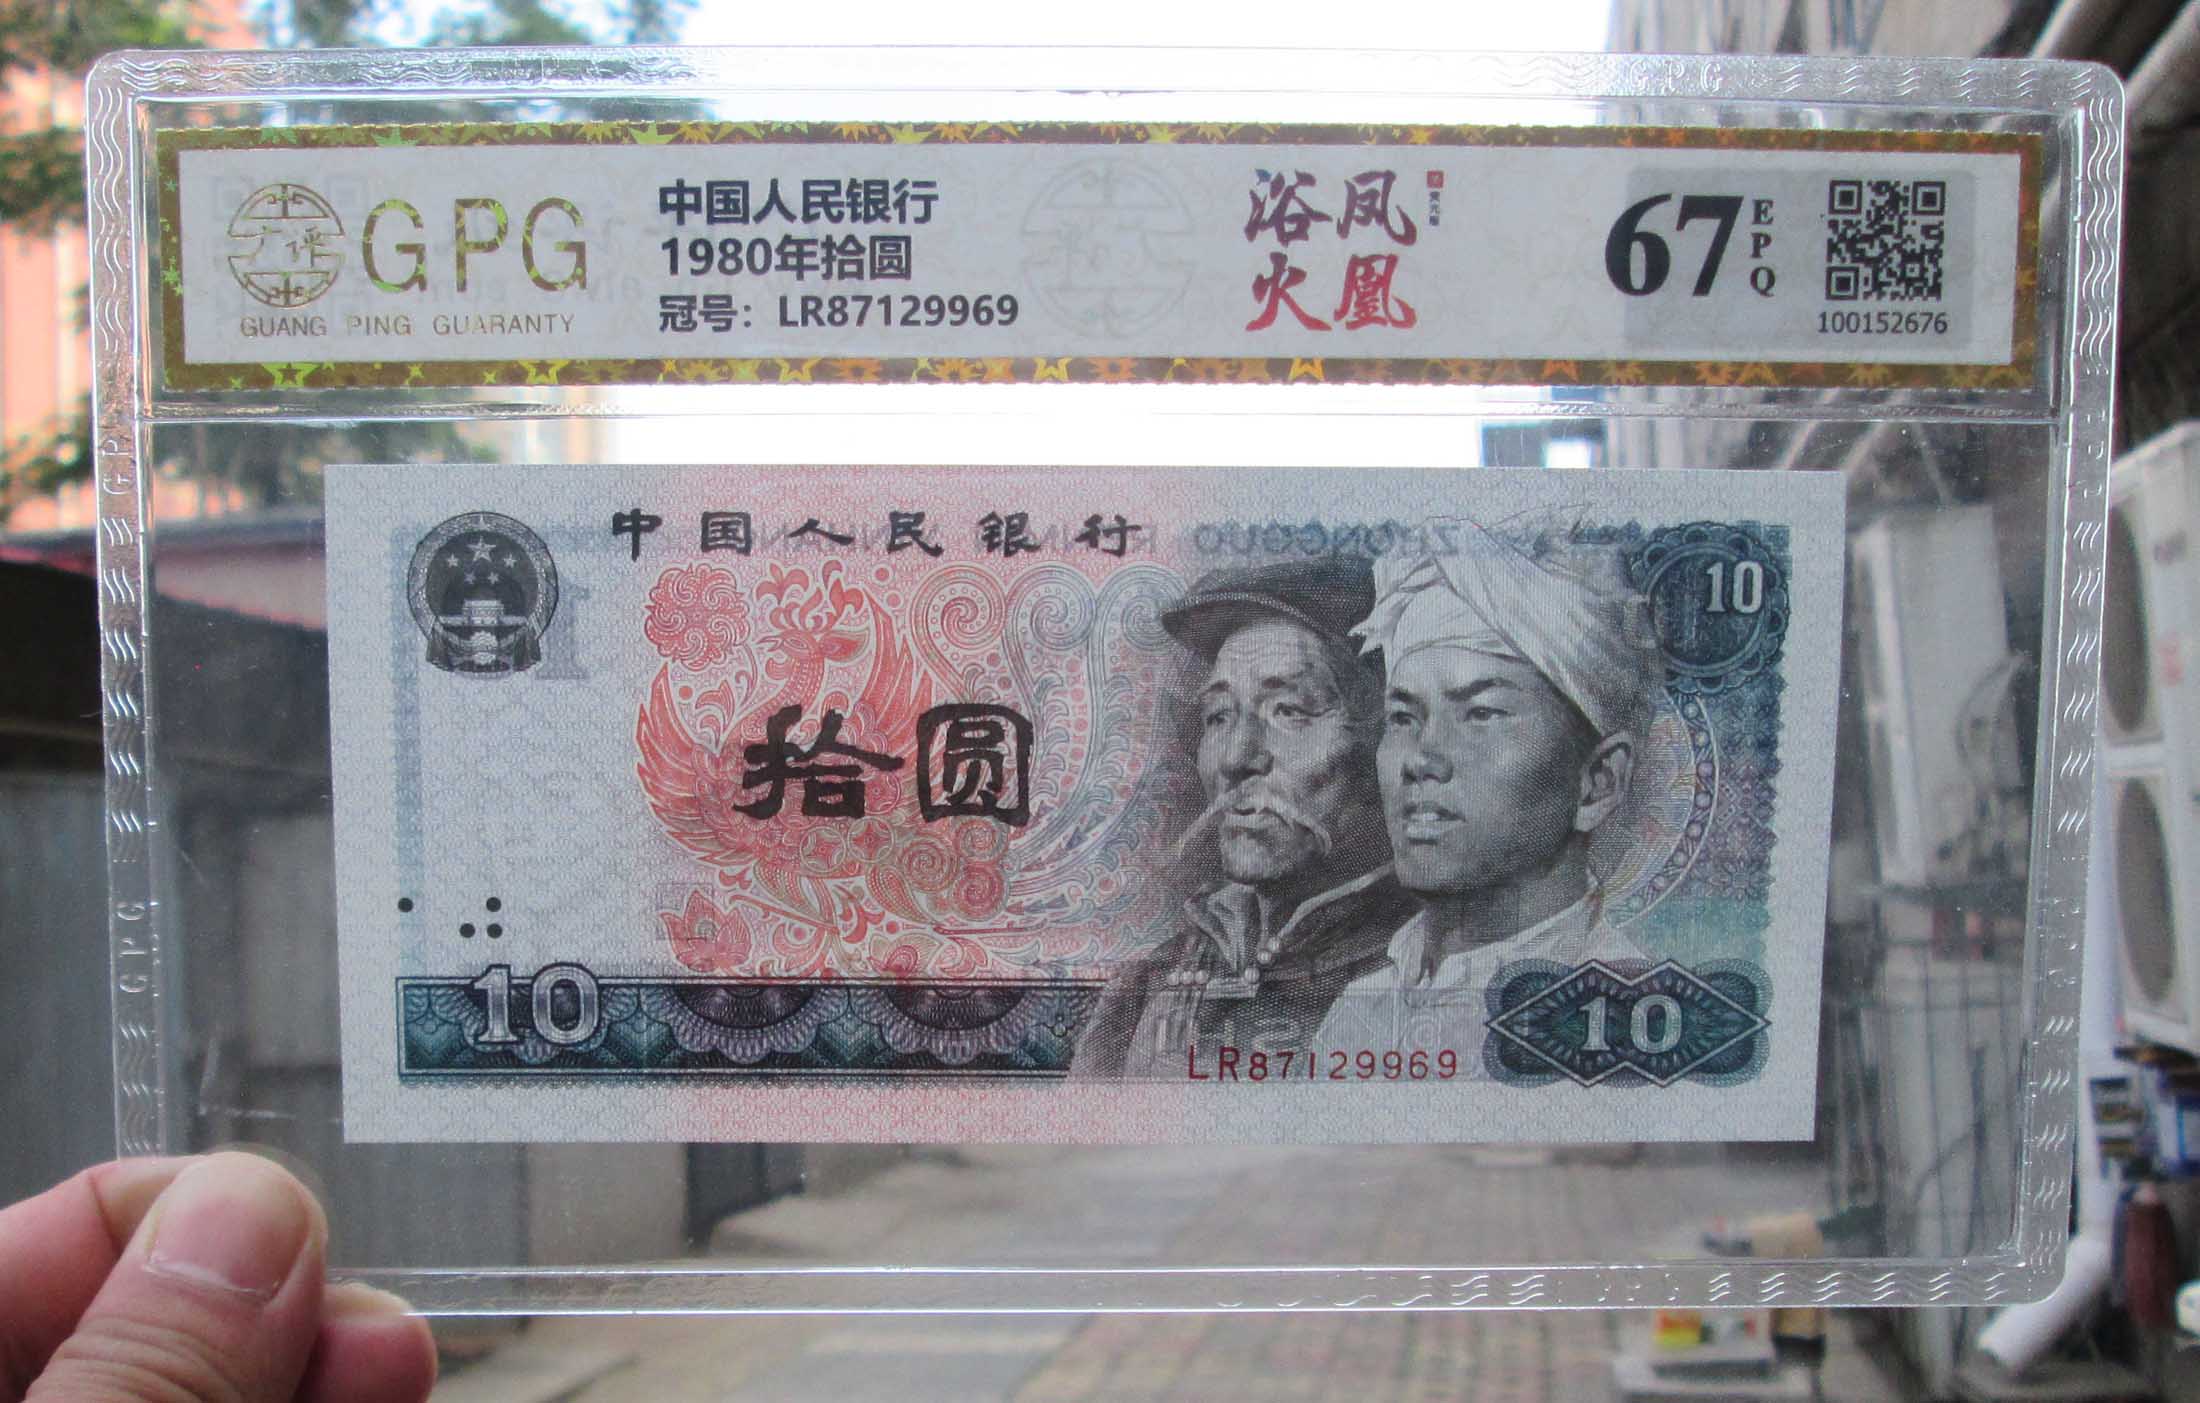 GPG
GPG
GUANG PING GUARANTY
中国人民银行
1980年拾圆
冠号：LR87129969
浴凤
火凰
67
EPQ
100152676
中国人民银行
10
拾圆
10
LR87129969
10
GPG